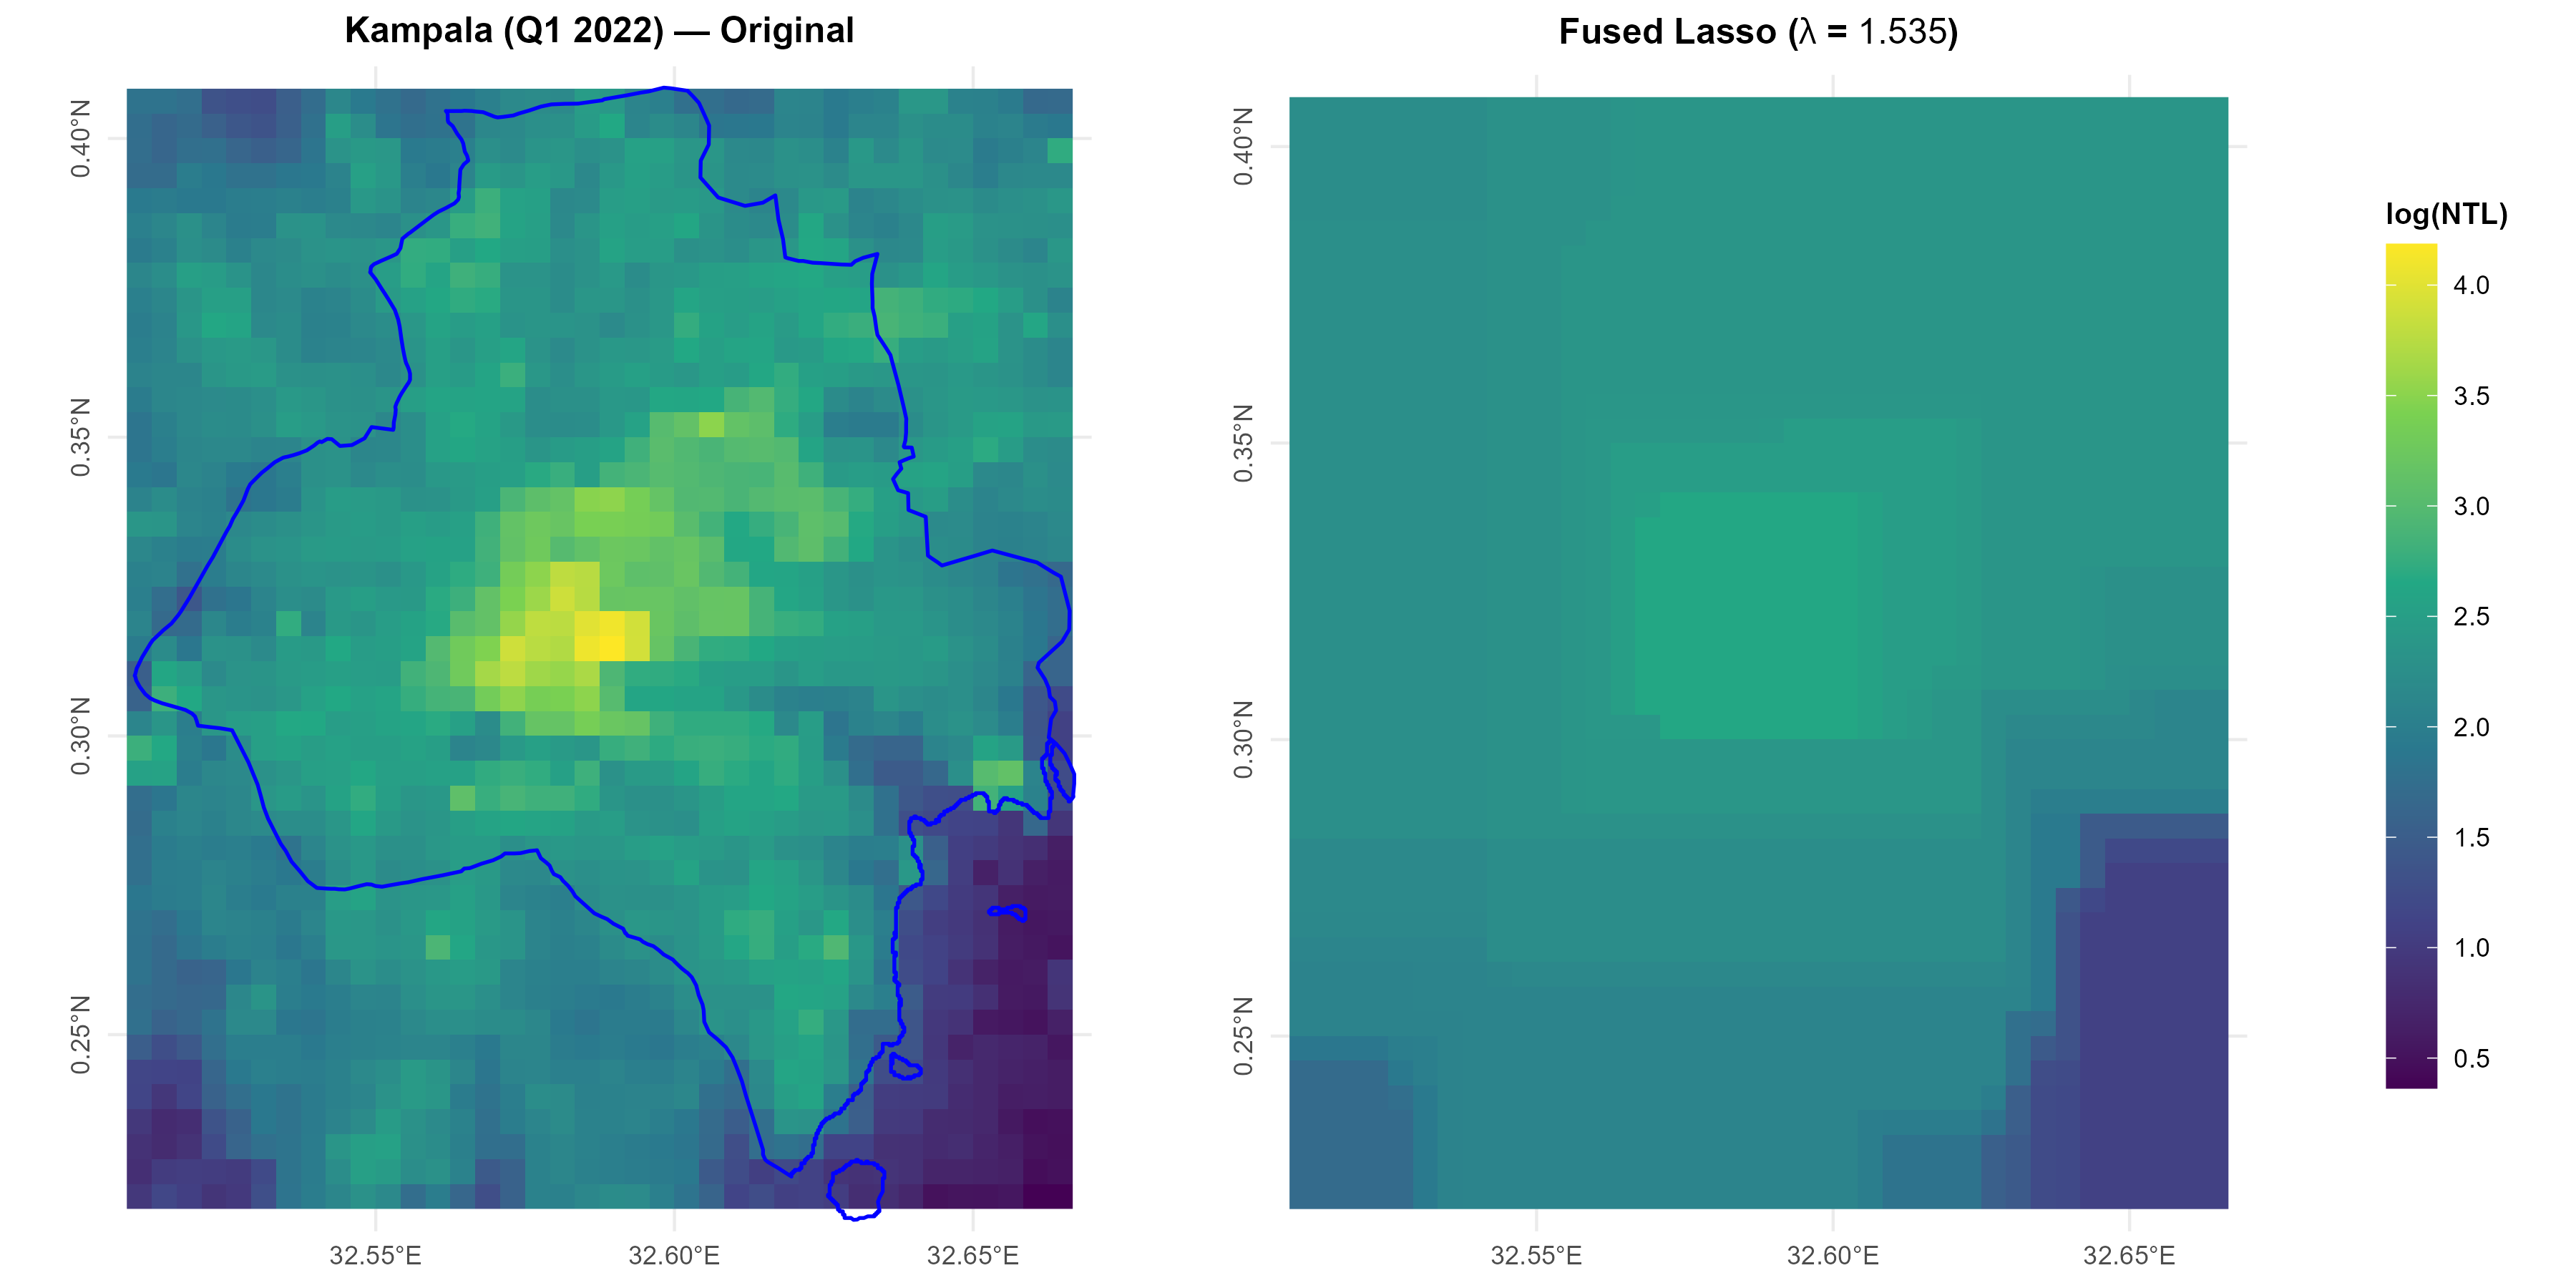 Kampala (Q1 2022) — Original
0.40°N
0.35°N
0.30°N
0.25°N
32.55°E
32.60°E
32.65°E
Fused Lasso (λ = 1.535)
0.40°N
0.35°N
0.30°N
0.25°N
32.55°E
32.60°E
32.65°E
log(NTL)
4.0
3.5
3.0
2.5
2.0
1.5
1.0
0.5